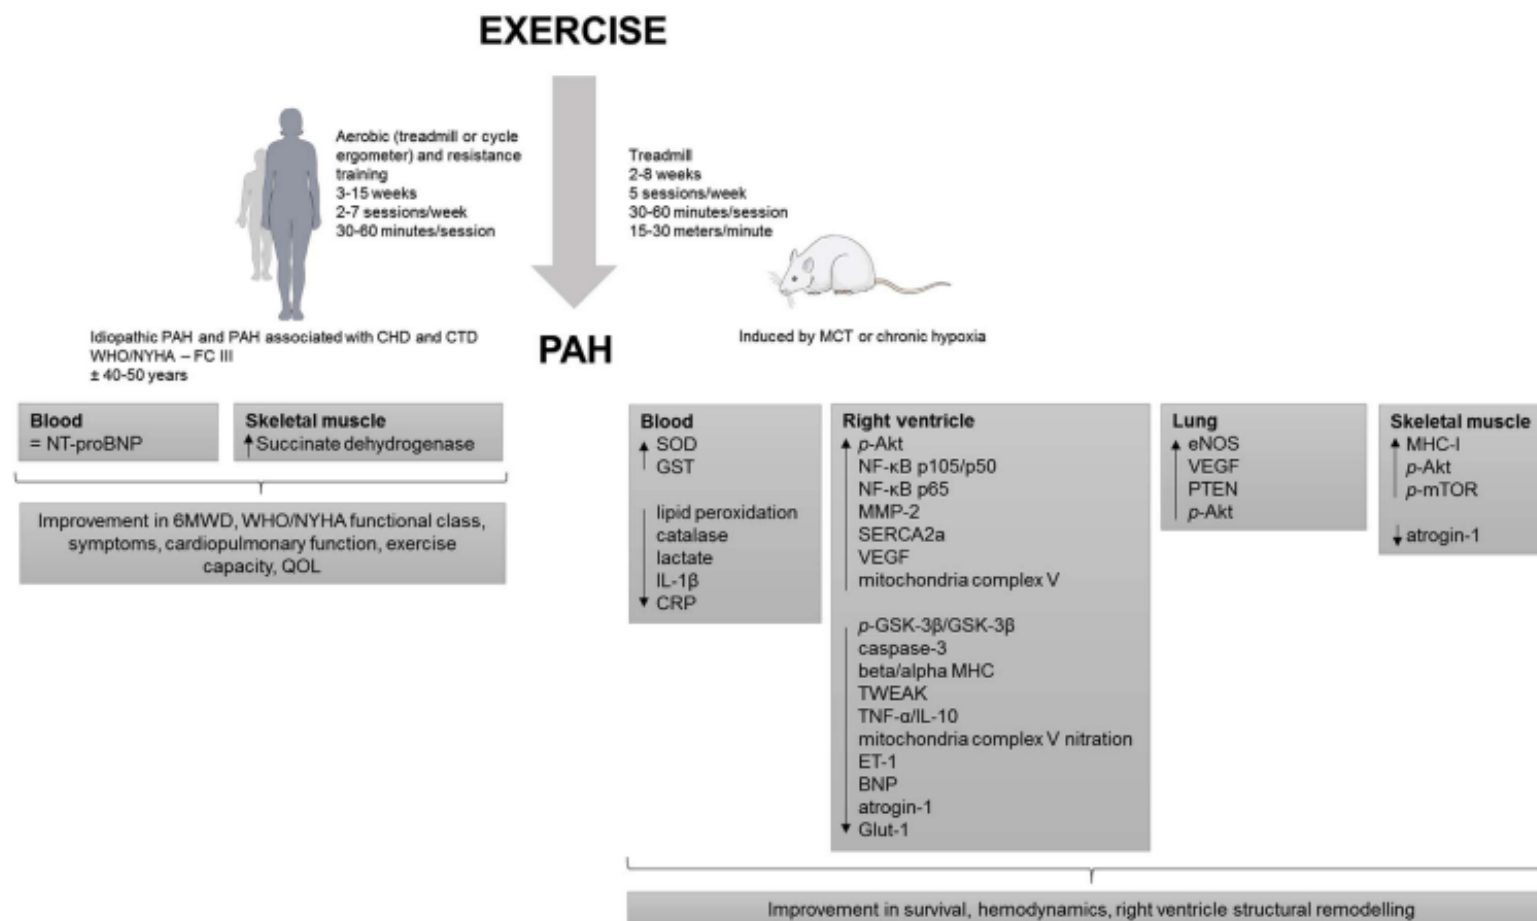 EXERCISE
Aerobic (treadmill or cycle
ergometer) and resistance
training
3-15 weeks
2-7 sessions/week
30-60 minutes/session
Treadmill
2-8 weeks
5 sessions/week
30-60 minutes/session
15-30 meters/minute
Idiopathic PAH and PAH associated with CHD and CTD
WHO/NYHA – FC III
± 40-50 years
PAH
Induced by MCT or chronic hypoxia
Blood
= NT-proBNP
Skeletal muscle
↑ Succinate dehydrogenase
Improvement in 6MWD, WHO/NYHA functional class,
symptoms, cardiopulmonary function, exercise
capacity, QOL
Blood
SOD
GST
lipid peroxidation
catalase
lactate
IL-1β
CRP
Right ventricle
p-Akt
NF-κB p105/p50
NF-κB p65
MMP-2
SERCA2a
VEGF
mitochondria complex V
p-GSK-3β/GSK-3β
caspase-3
beta/alpha MHC
TWEAK
TNF-α/IL-10
mitochondria complex V nitration
ET-1
BNP
atrogin-1
Glut-1
Lung
eNOS
VEGF
PTEN
p-Akt
Skeletal muscle
MHC-I
p-Akt
p-mTOR
↓ atrogin-1
Improvement in survival, hemodynamics, right ventricle structural remodelling